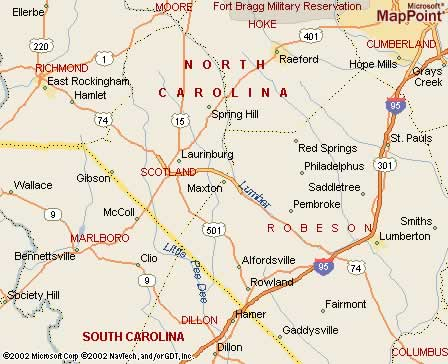 MOORE
Fort Bragg Military Reservation
Microsoft®
MapPoint®
Ellerbe
HOKE
220
401
CUMBERLAND
RICHMOND
NORTH
Raeford
Hope Mills
East Rockingham
Grays
Creek
Hamlet
CAROLINA
95
74
15
Spring Hill
St. Pauls
Red Springs
Laurinburg
301
SCOTLAND
Philadelphus
Gibson
Maxton
Lumber
Saddletree
Wallace
Pembroke
9
McColl
Smiths
501
ROBESON
MARLBORO
Lumberton
Bennettsville
9
Clio
Little Pee Dee
Alfordsville
95
74
Society Hill
Rowland
Fairmont
DILLON
Hamer
SOUTH CAROLINA
Gaddysville
9
COLUMBUS
Dillon
©2002 Microsoft Corp ©2002 NavTech, and/or GDT, Inc.